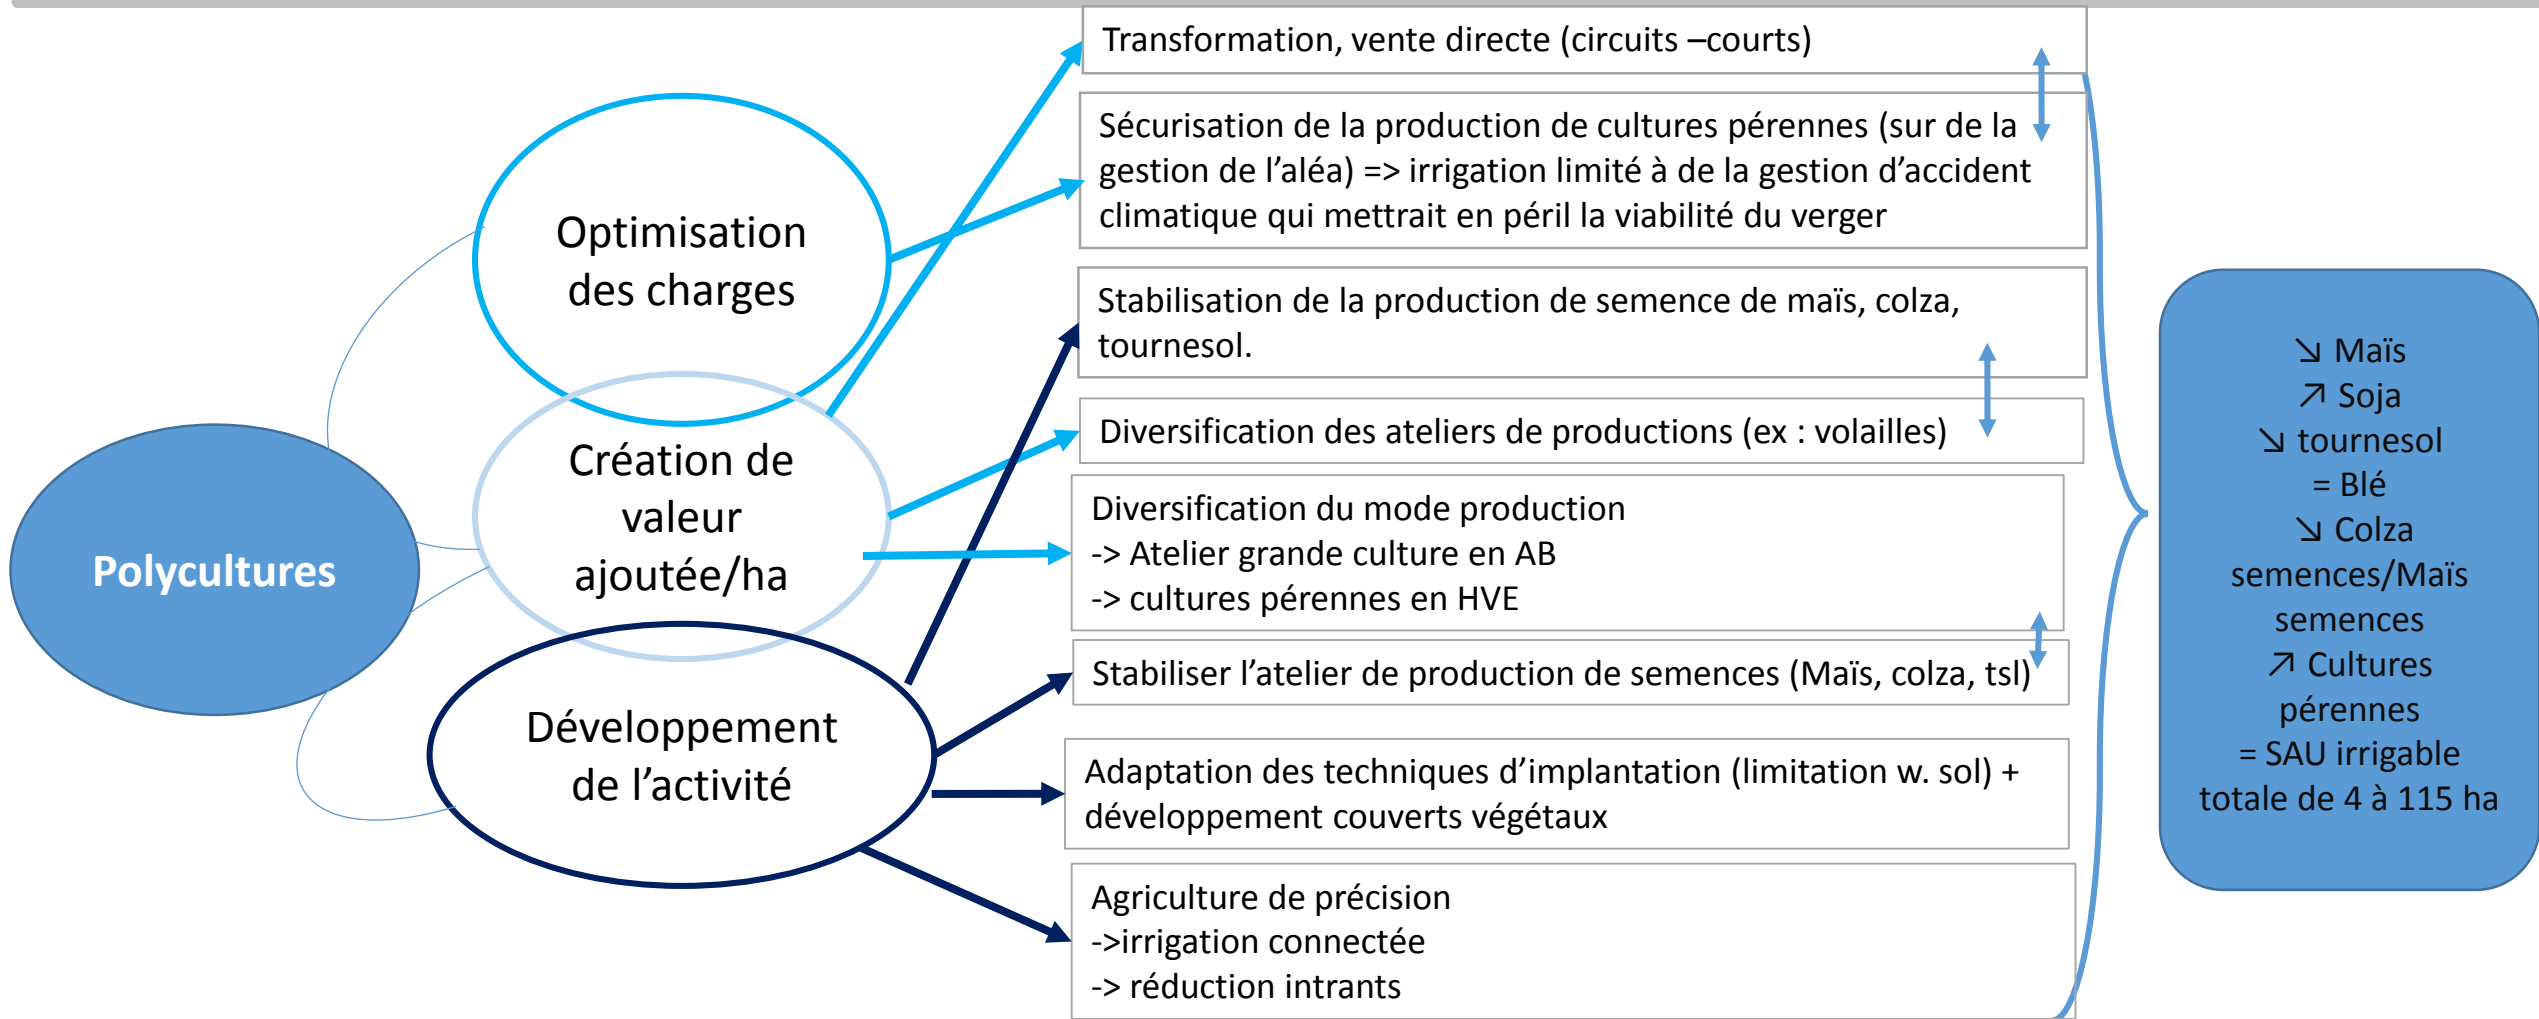 Polycultures
Optimisation
des charges
Création de
valeur
ajoutée/ha
Développement
de l’activité
Transformation, vente directe (circuits –courts)
Sécurisation de la production de cultures pérennes (sur de la
gestion de l’aléa) => irrigation limité à de la gestion d’accident
climatique qui mettrait en péril la viabilité du verger
Stabilisation de la production de semence de maïs, colza,
tournesol.
Diversification des ateliers de productions (ex : volailles)
Diversification du mode production
-> Atelier grande culture en AB
-> cultures pérennes en HVE
Stabiliser l’atelier de production de semences (Maïs, colza, tsl)
Adaptation des techniques d’implantation (limitation w. sol) +
développement couverts végétaux
Agriculture de précision
->irrigation connectée
-> réduction intrants
↘ Maïs
↗ Soja
↘ tournesol
= Blé
↘ Colza
semences/Maïs
semences
↗ Cultures
pérennes
= SAU irrigable
totale de 4 à 115 ha